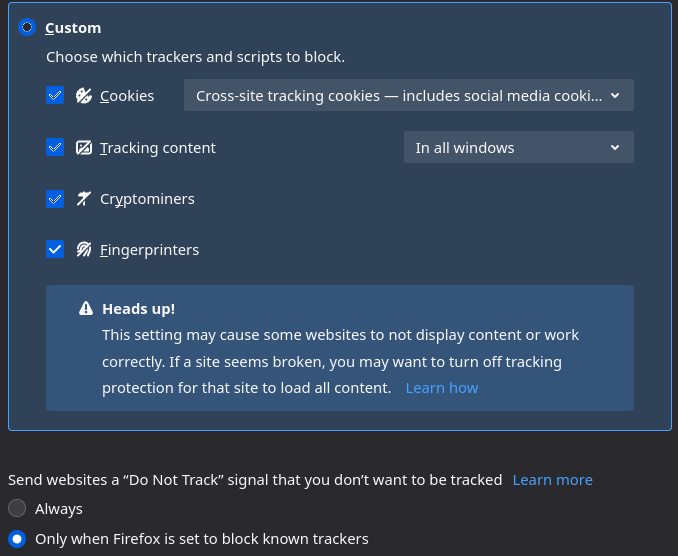 Custom
Choose which trackers and scripts to block.
Cookies
Cross-site tracking cookies — includes social media cooki...
Tracking content
In all windows
Cryptominers
Fingerprinters
Heads up!
This setting may cause some websites to not display content or work
correctly. If a site seems broken, you may want to turn off tracking
protection for that site to load all content. Learn how
Send websites a “Do Not Track” signal that you don’t want to be tracked Learn more
Always
Only when Firefox is set to block known trackers